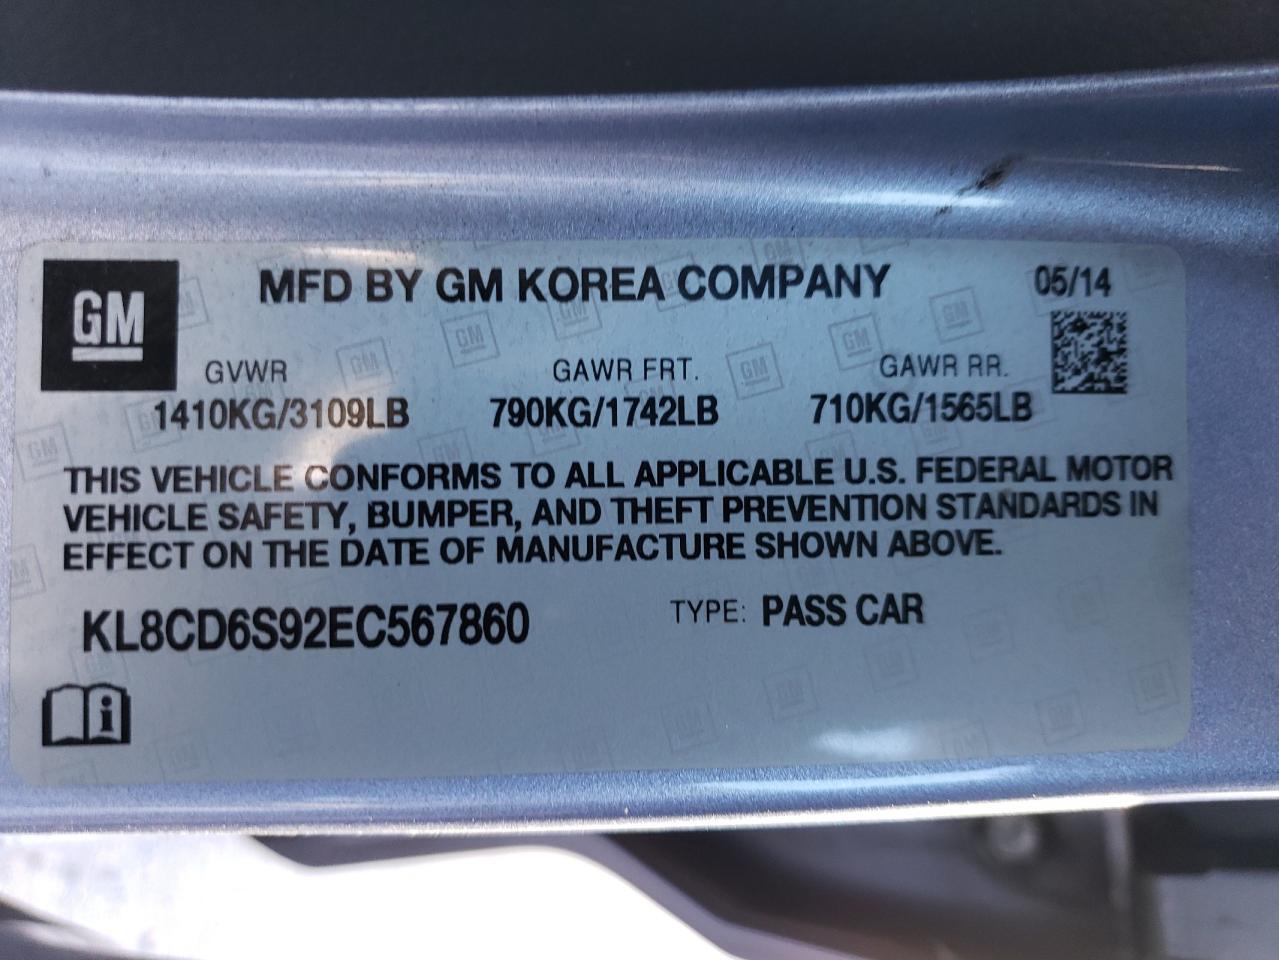 GM
MFD BY GM KOREA COMPANY 05/14
GVWR GAWR FRT. GAWR RR.
1410KG/3109LB 790KG/1742LB 710KG/1565LB
THIS VEHICLE CONFORMS TO ALL APPLICABLE U.S. FEDERAL MOTOR
VEHICLE SAFETY, BUMPER, AND THEFT PREVENTION STANDARDS IN
EFFECT ON THE DATE OF MANUFACTURE SHOWN ABOVE.
KL8CD6S92EC567860 TYPE: PASS CAR